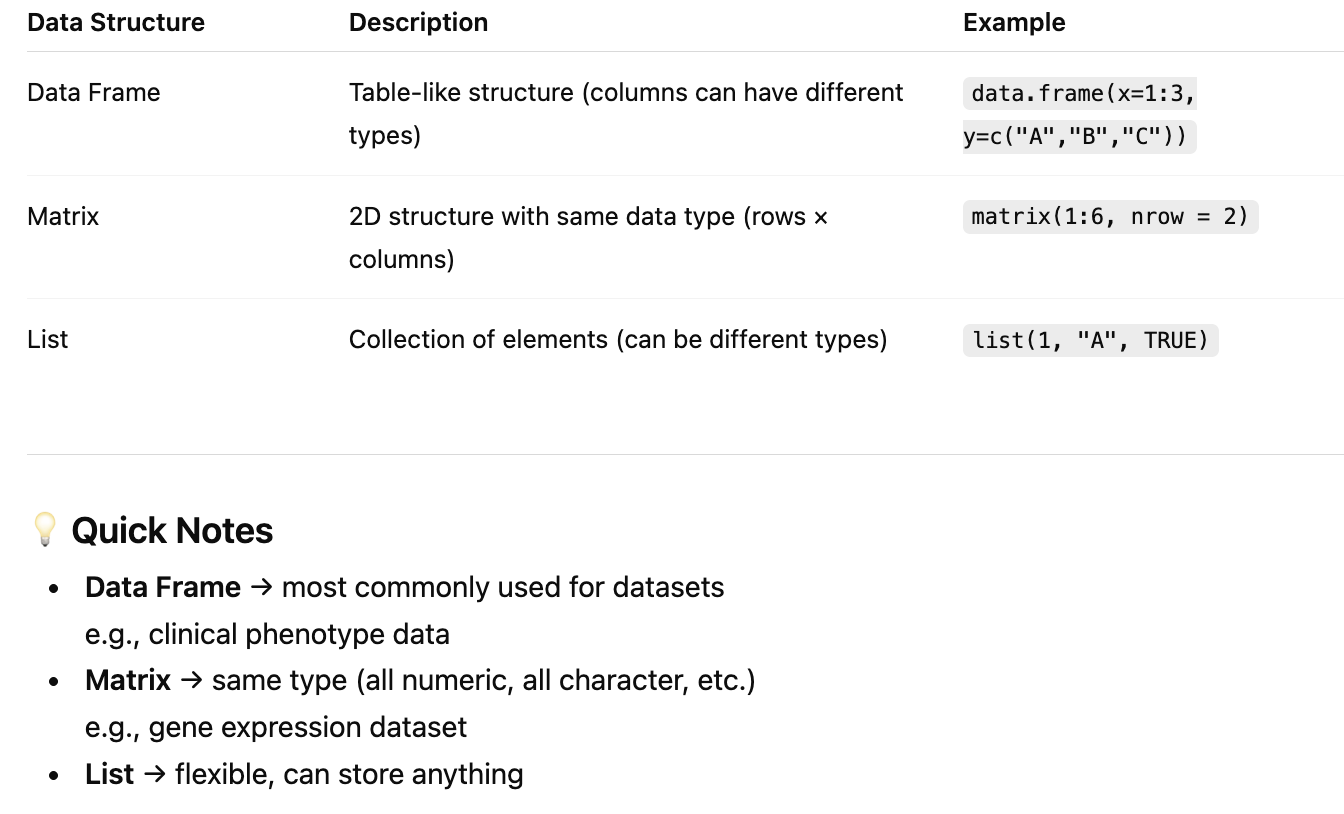 Data Structure Description Example
Data Frame Table-like structure (columns can have different data.frame(x=1:3,
types) y=c("A","B","C"))
Matrix 2D structure with same data type (rows × matrix(1:6, nrow = 2)
columns)
List Collection of elements (can be different types) list(1, "A", TRUE)
💡 Quick Notes
• Data Frame → most commonly used for datasets
e.g., clinical phenotype data
• Matrix → same type (all numeric, all character, etc.)
e.g., gene expression dataset
• List → flexible, can store anything